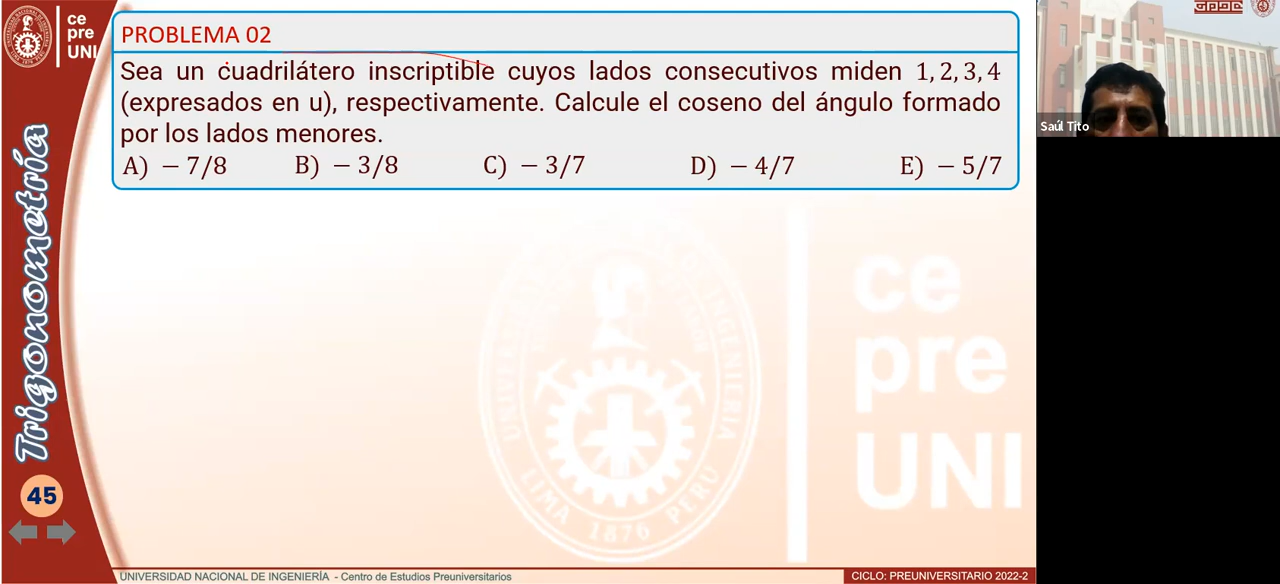 ce
pre
UNI
PROBLEMA 02
Sea un cuadrilátero inscriptible cuyos lados consecutivos miden 1, 2, 3, 4
(expresados en u), respectivamente. Calcule el coseno del ángulo formado
por los lados menores.
A) − 7/8 B) − 3/8 C) − 3/7 D) − 4/7 E) − 5/7
Saúl Tito
Trigonometría
ce
pre
UNI
LIMA 1876 PERU
45
UNIVERSIDAD NACIONAL DE INGENIERÍA - Centro de Estudios Preuniversitarios
CICLO: PREUNIVERSITARIO 2022-2